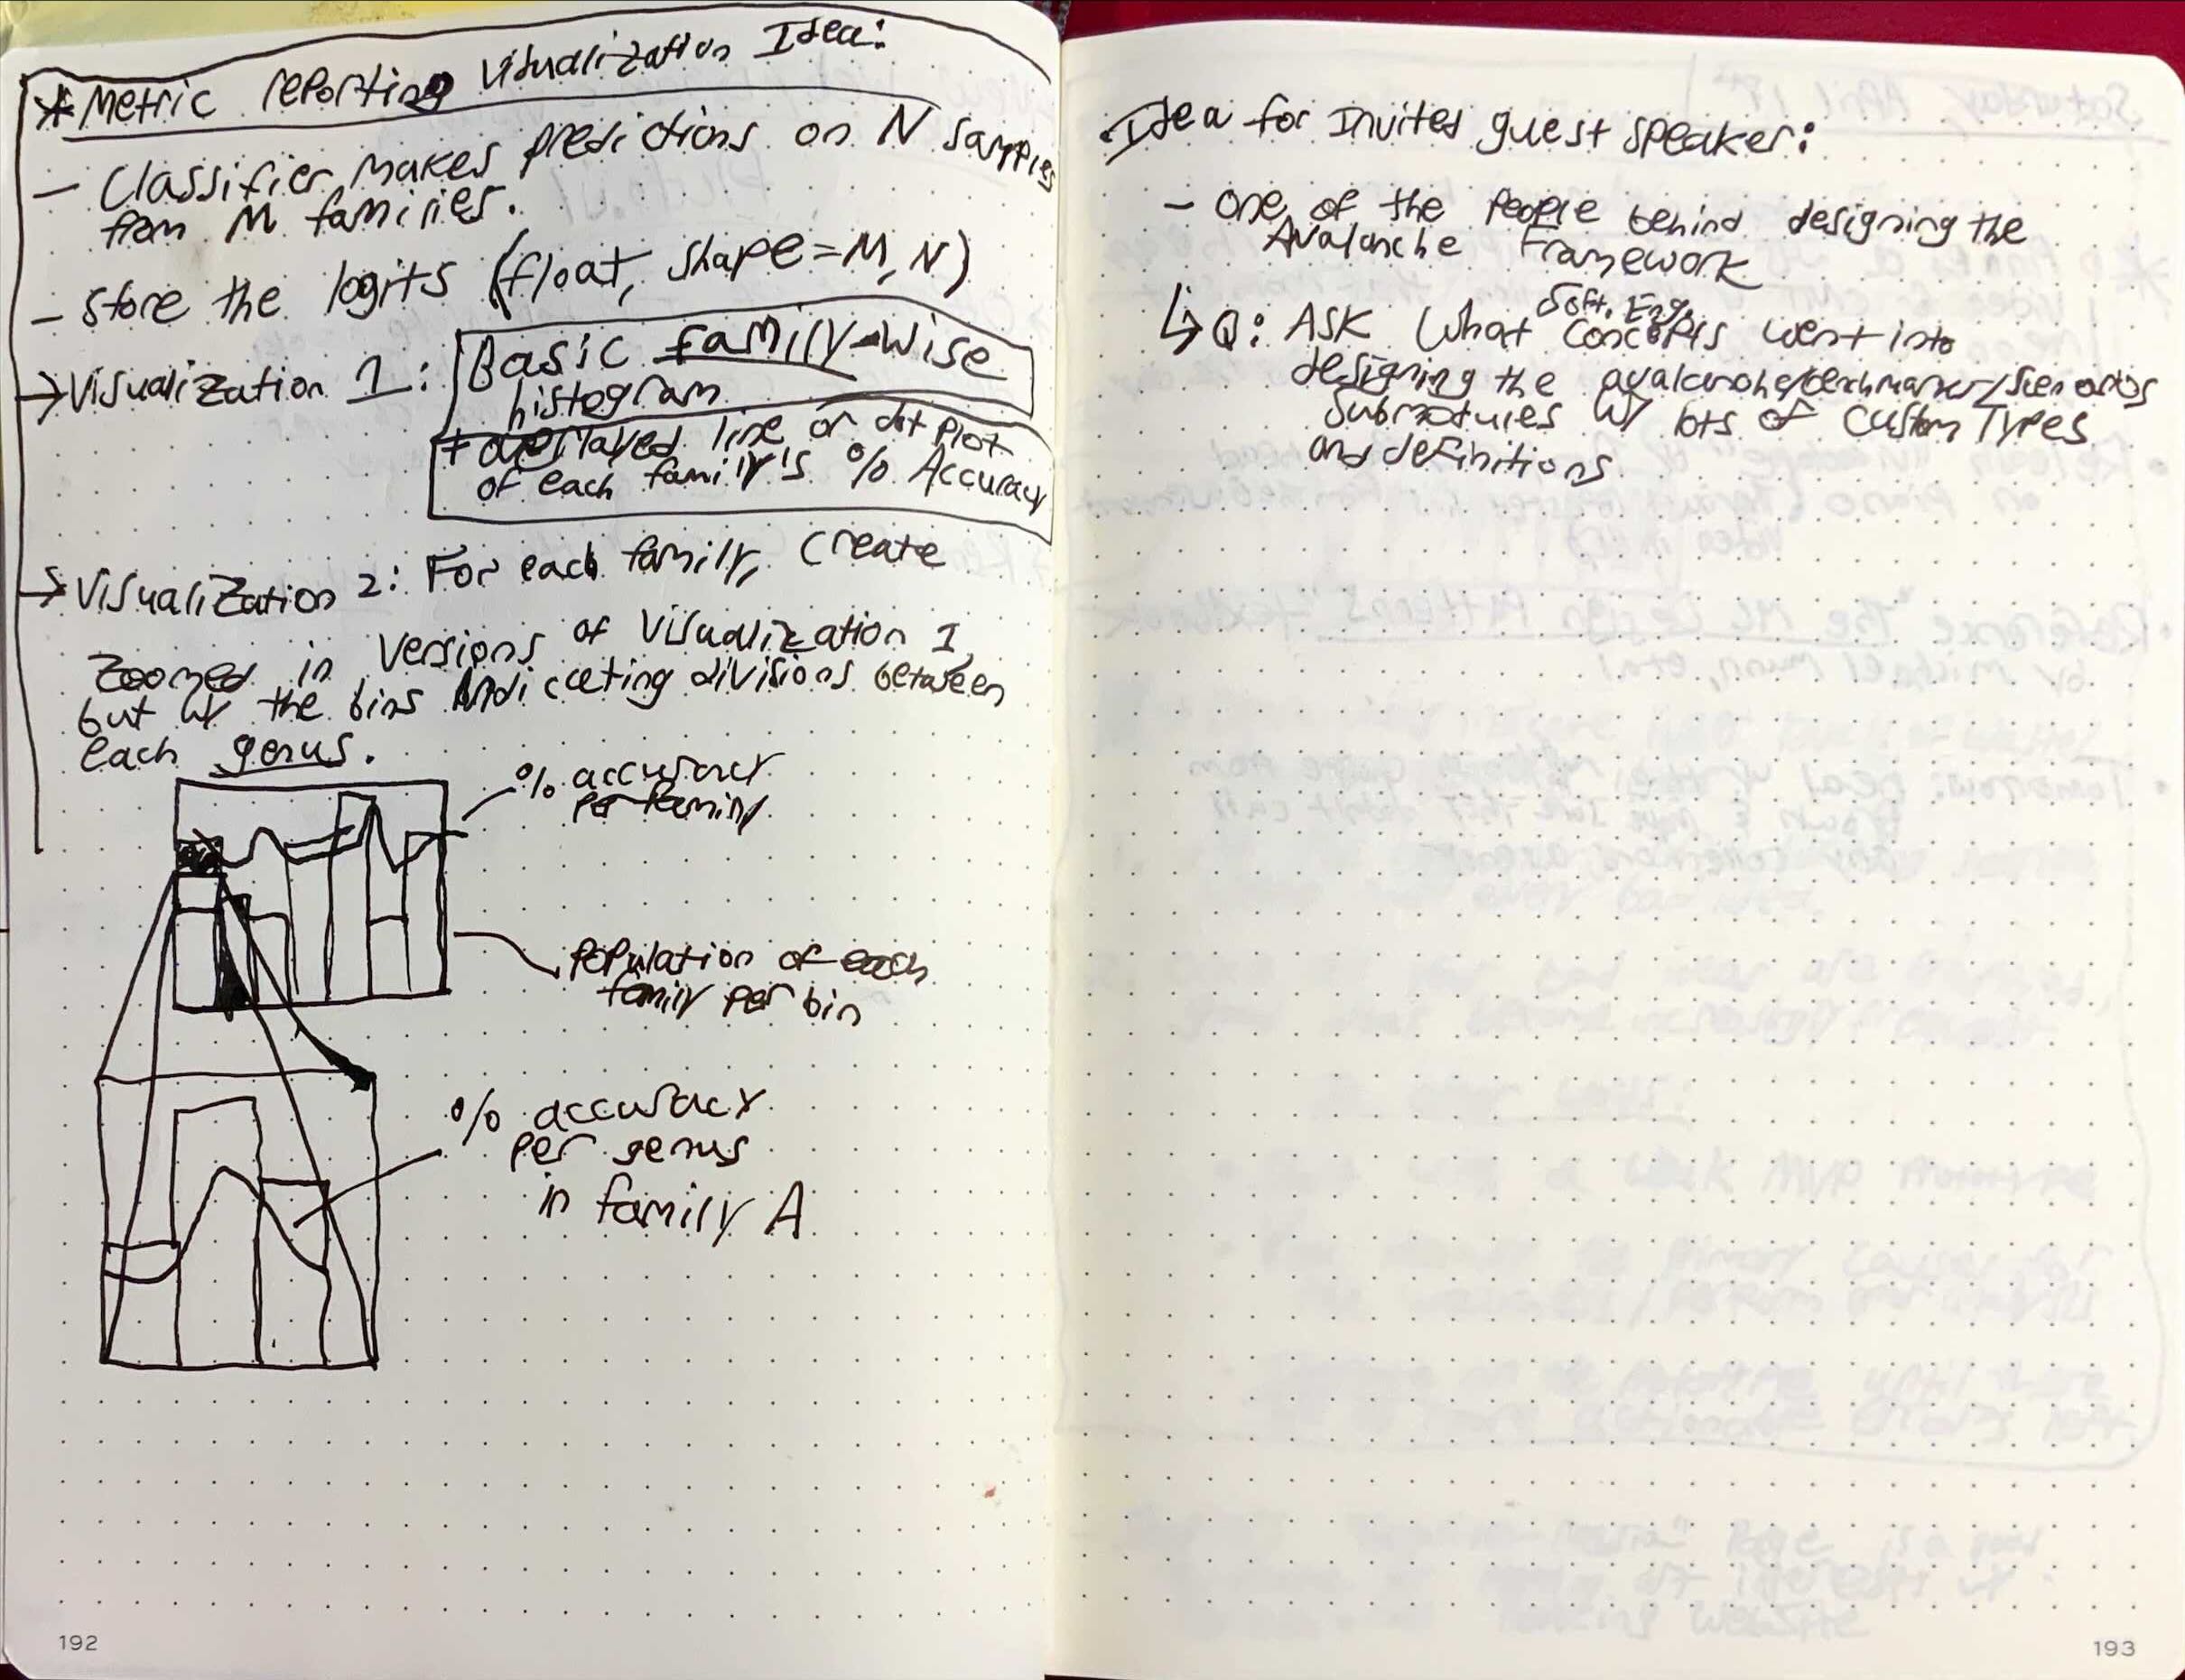 * Metric reporting Visualization Idea:
- Classifier makes predictions on N samples
from M families.
- Store the logits (float, shape=M,N)
→ Visualization 1: Basic family-wise
histogram
+ overlayed line or dot plot
of each family's % Accuracy
→ Visualization 2: For each family, create
zoomed in versions of Visualization 1,
but w/ the bins indicating divisions between
each genus.
% accuracy
per family
population of each
family per bin
% accuracy
per genus
in family A
192
Idea for Invited guest speaker:
- One of the people behind designing the
Avalanche Framework
Soft. Eng.
↳ Q: Ask what concepts went into
designing the avalanche/benchmarks/scenarios
submodules w/ lots of custom Types
and definitions.
193